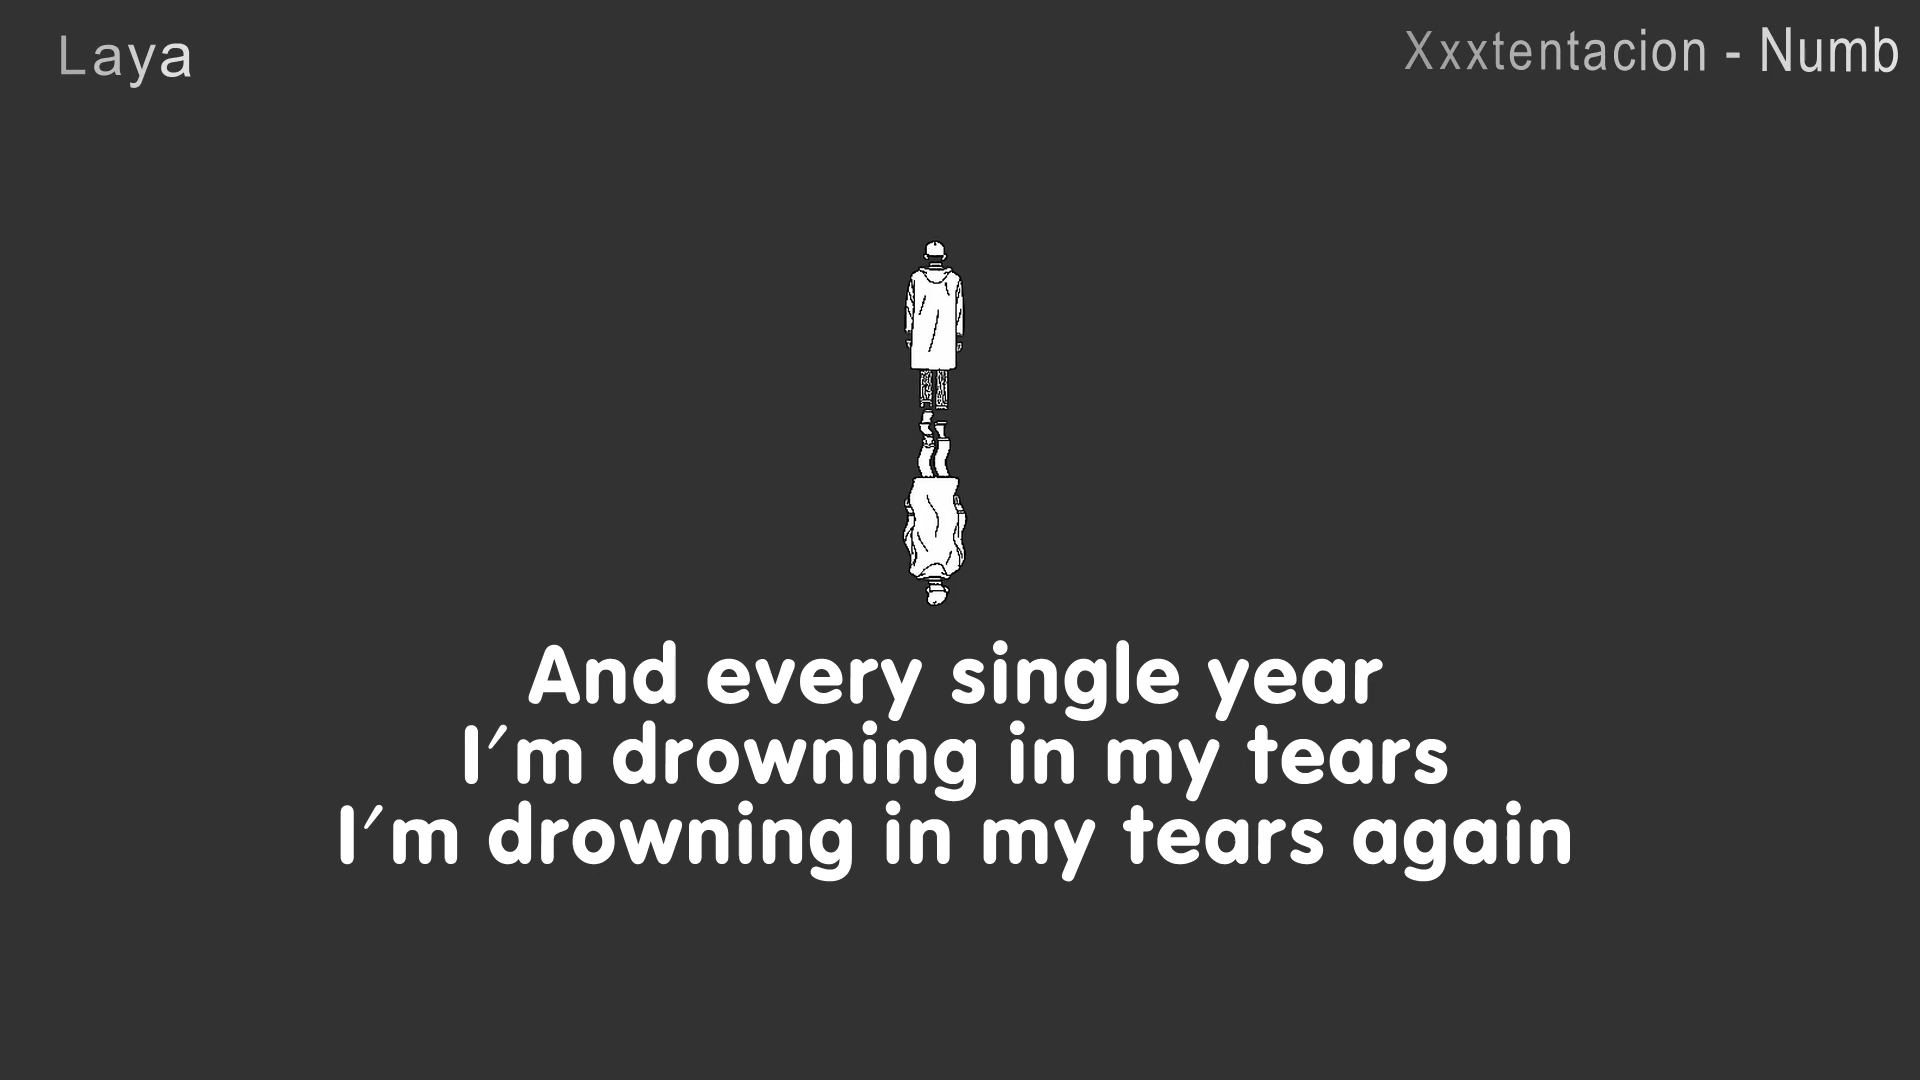 Laya
Xxxtentacion - Numb
And every single year
I'm drowning in my tears
I'm drowning in my tears again